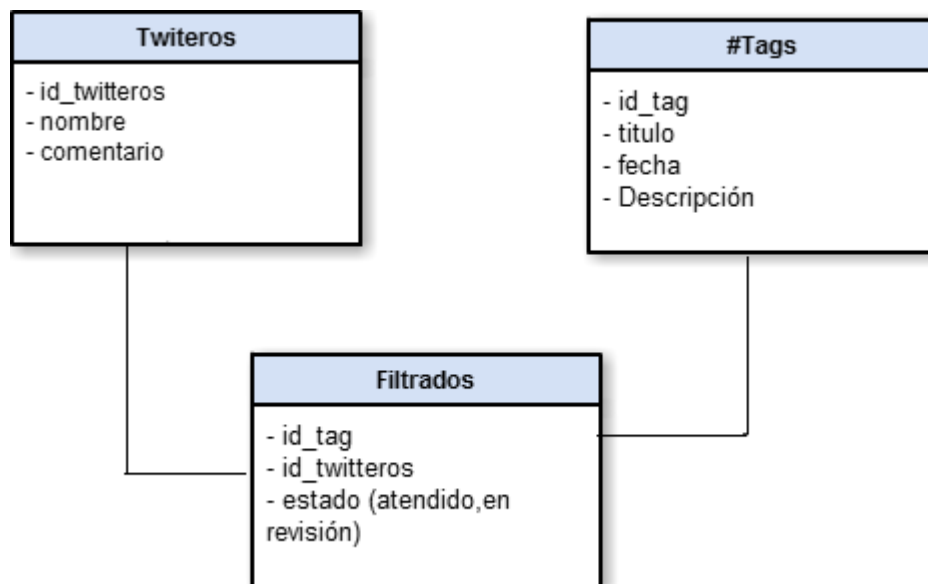 Twiteros
- id_twitteros
- nombre
- comentario
#Tags
- id_tag
- titulo
- fecha
- Descripción
Filtrados
- id_tag
- id_twitteros
- estado (atendido,en
revisión)